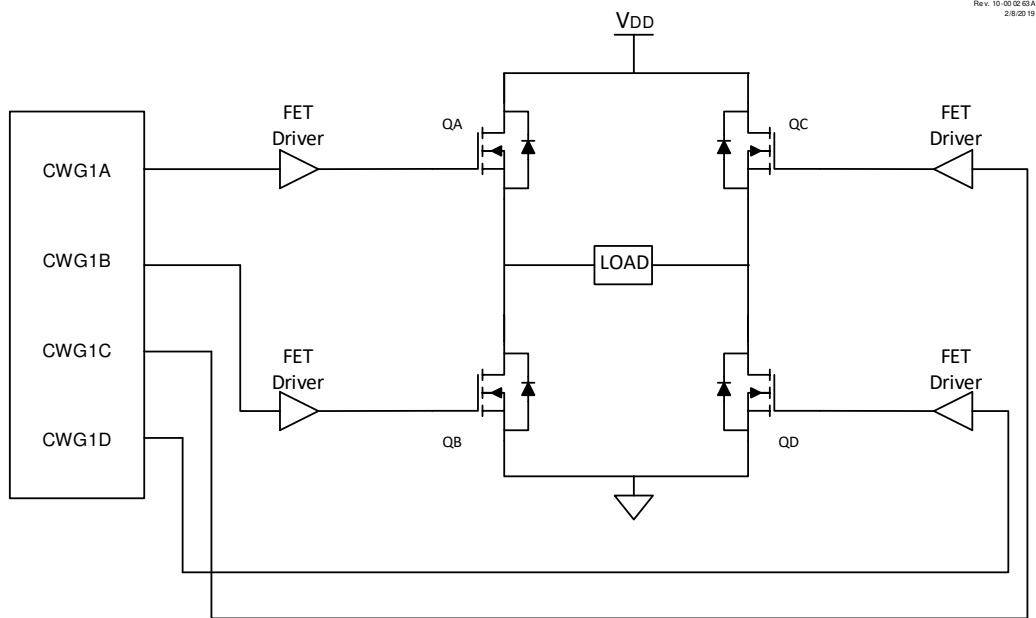 Rev. 10-000263A
2/8/2019
VDD
FET
Driver
QA
QC
FET
Driver
CWG1A
CWG1B
LOAD
CWG1C
FET
Driver
FET
Driver
CWG1D
QB
QD